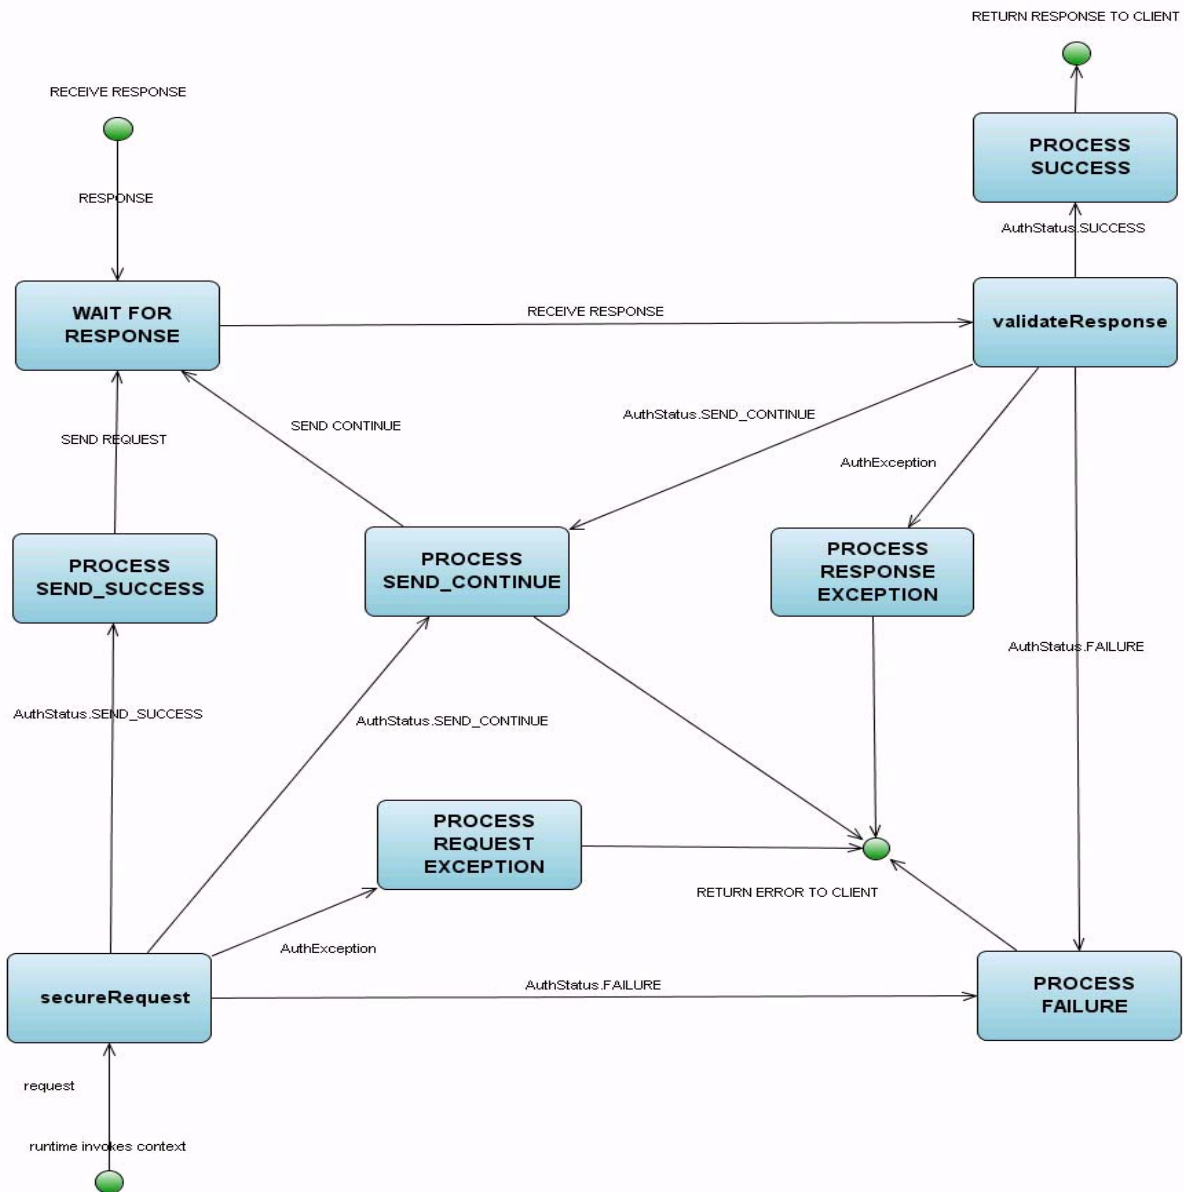 RETURN RESPONSE TO CLIENT
RECEIVE RESPONSE
PROCESS
SUCCESS
RESPONSE
AuthStatus.SUCCESS
WAIT FOR
RESPONSE
RECEIVE RESPONSE
validateResponse
AuthStatus.SEND_CONTINUE
SEND CONTINUE
SEND REQUEST
AuthException
PROCESS
SEND_SUCCESS
PROCESS
SEND_CONTINUE
PROCESS
RESPONSE
EXCEPTION
AuthStatus.FAILURE
AuthStatus.SEND_SUCCESS
AuthStatus.SEND_CONTINUE
PROCESS
REQUEST
EXCEPTION
RETURN ERROR TO CLIENT
AuthException
secureRequest
AuthStatus.FAILURE
PROCESS
FAILURE
request
runtime invokes context